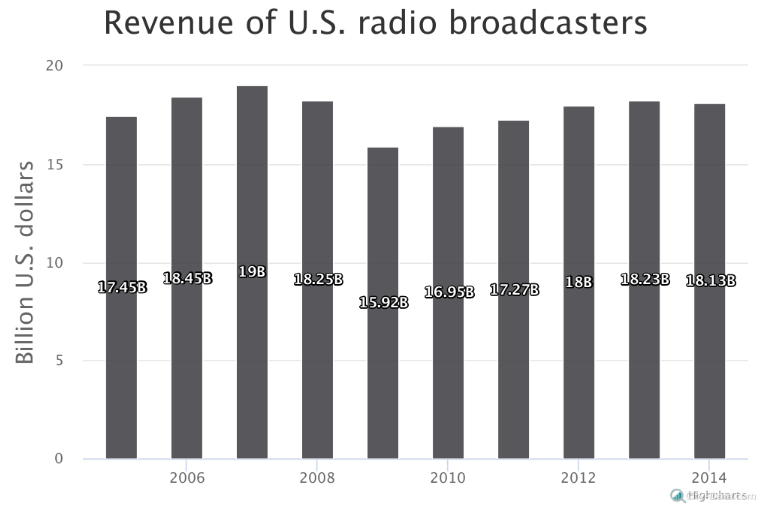 Revenue of U.S. radio broadcasters
20
15
10
5
0
Billion U.S. dollars
17.45B
18.45B
19B
18.25B
15.92B
16.95B
17.27B
18B
18.23B
18.13B
2006
2008
2010
2012
2014